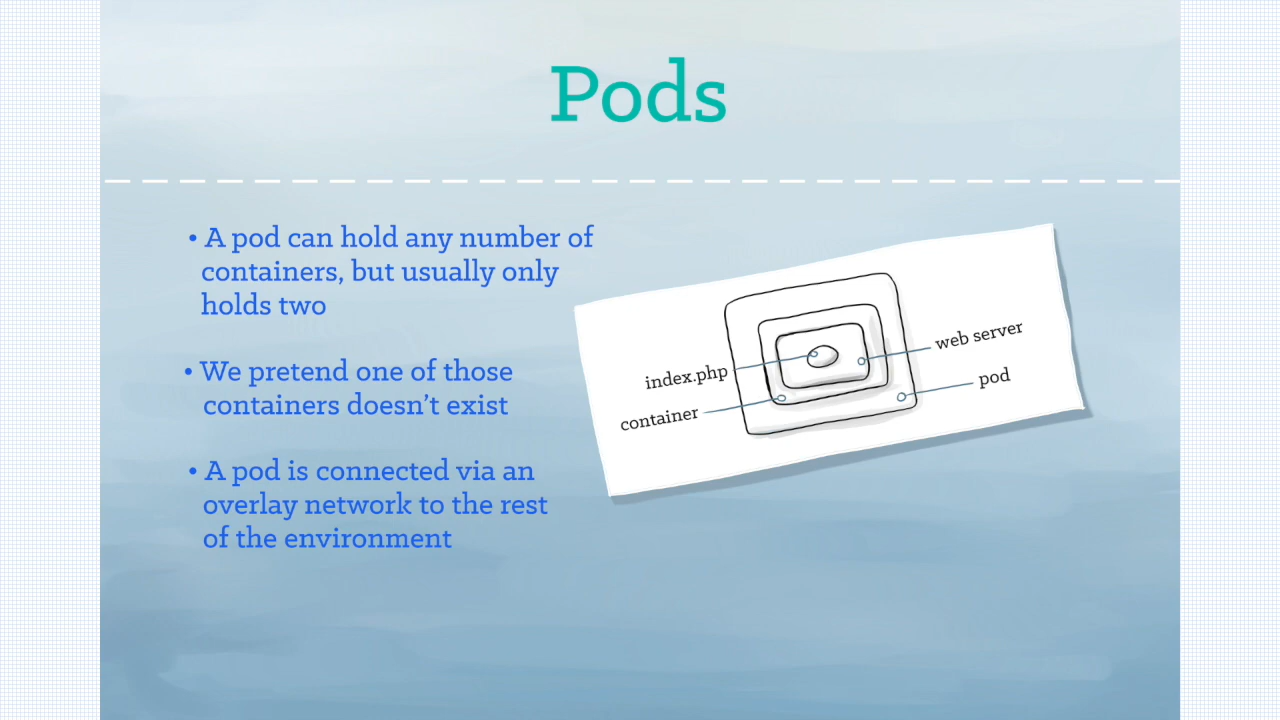 Pods
• A pod can hold any number of
containers, but usually only
holds two
• We pretend one of those
containers doesn't exist
• A pod is connected via an
overlay network to the rest
of the environment
index.php
container
web server
pod